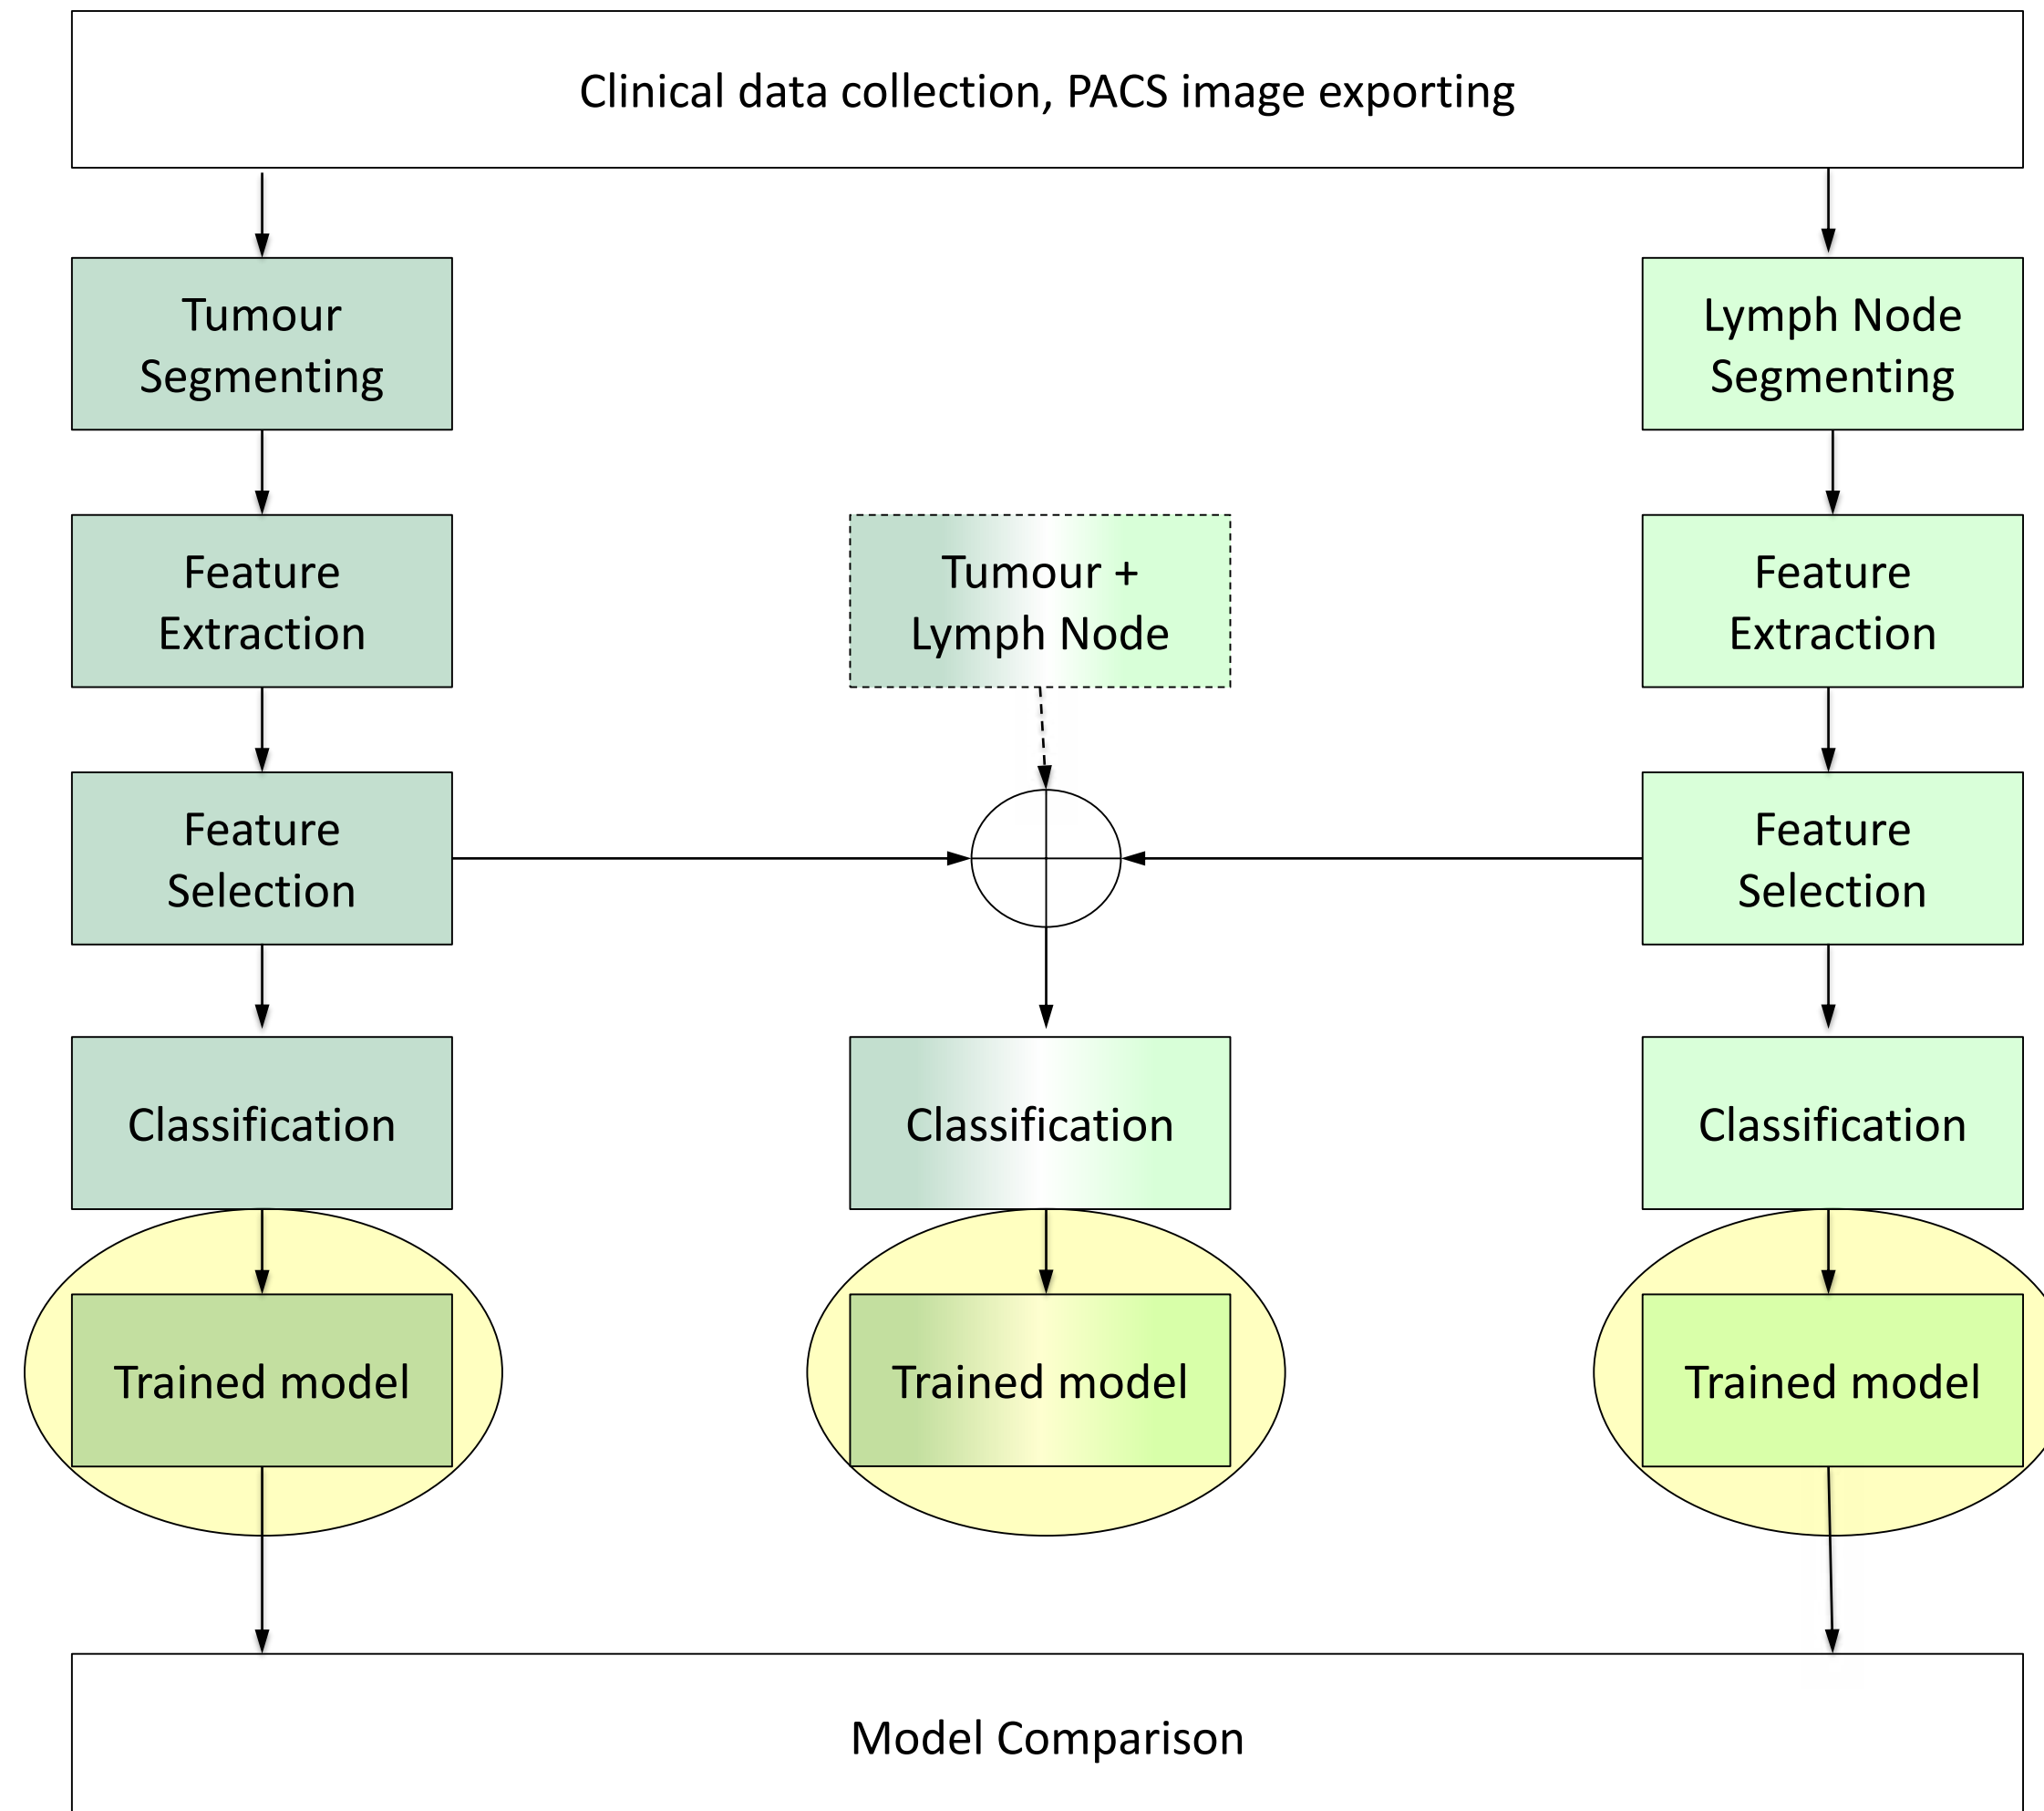 Clinical data collection, PACS image exporting
Tumour
Segmenting
Lymph Node
Segmenting
Feature
Extraction
Tumour +
Lymph Node
Feature
Extraction
Feature
Selection
Feature
Selection
Classification
Classification
Classification
Trained model
Trained model
Trained model
Model Comparison